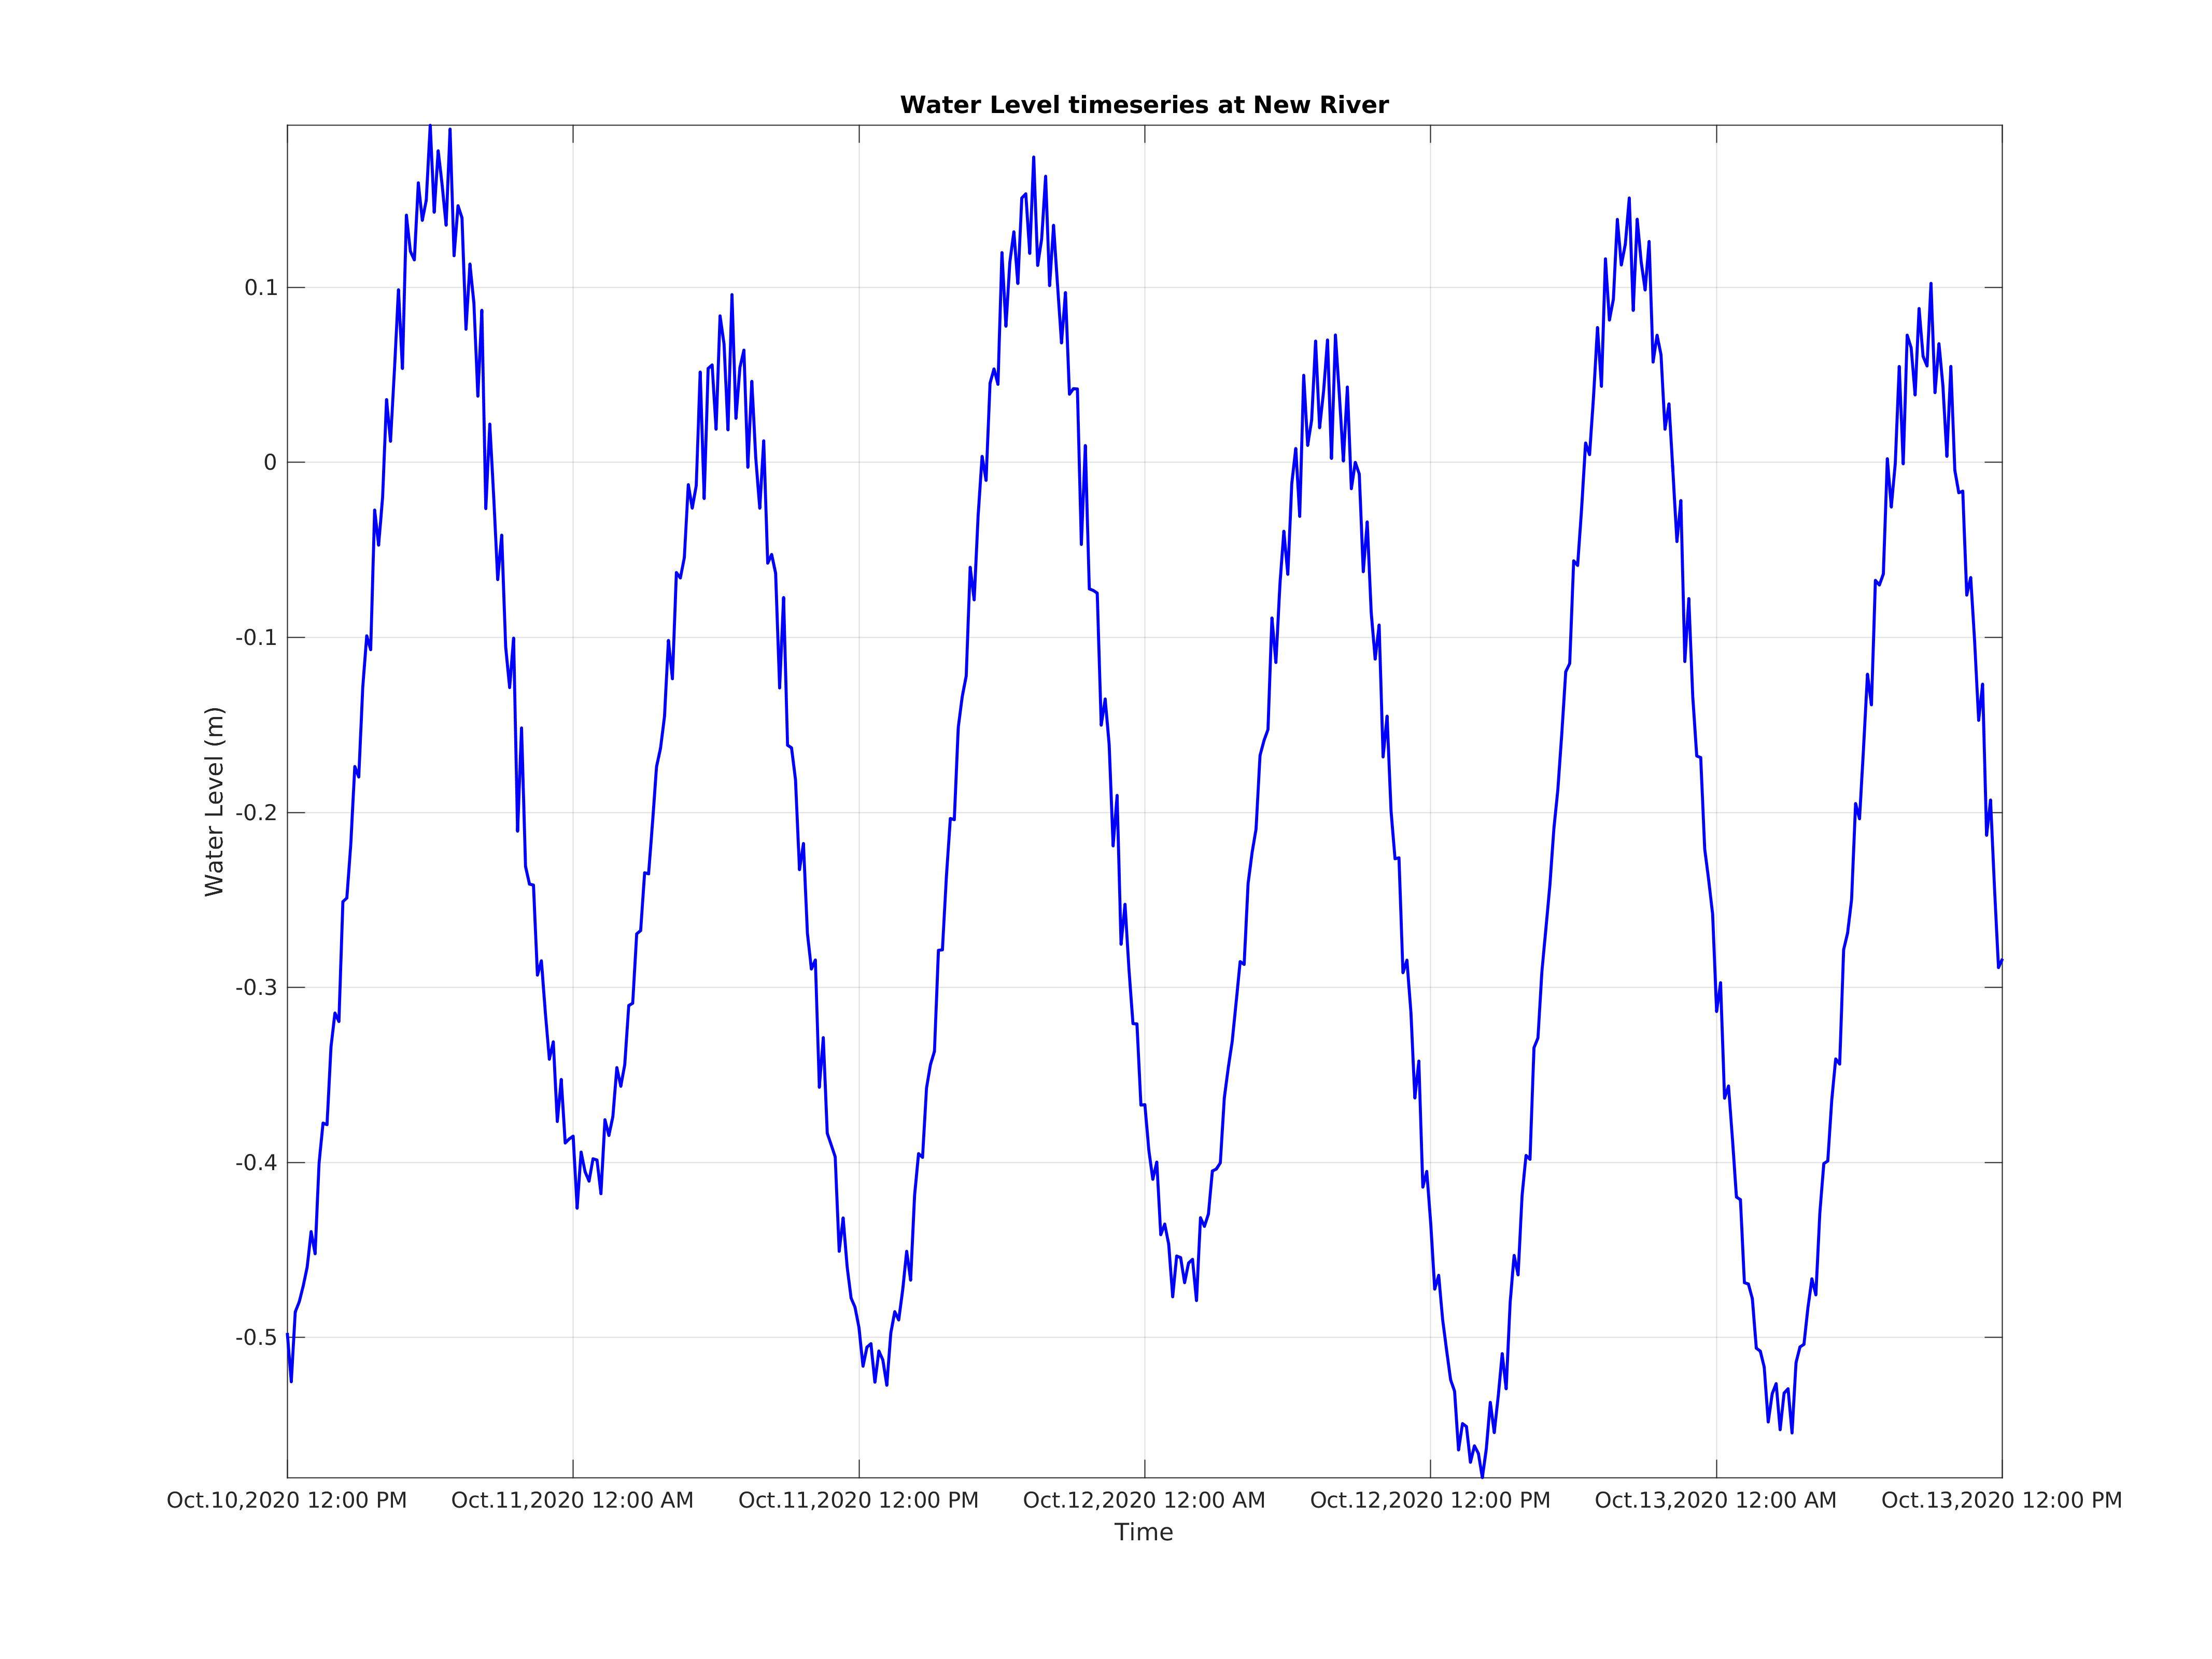 Water Level timeseries at New River
0.1
0
-0.1
-0.2
-0.3
-0.4
-0.5
Water Level (m)
Oct.10,2020 12:00 PM Oct.11,2020 12:00 AM Oct.11,2020 12:00 PM Oct.12,2020 12:00 AM Oct.12,2020 12:00 PM Oct.13,2020 12:00 AM Oct.13,2020 12:00 PM
Time